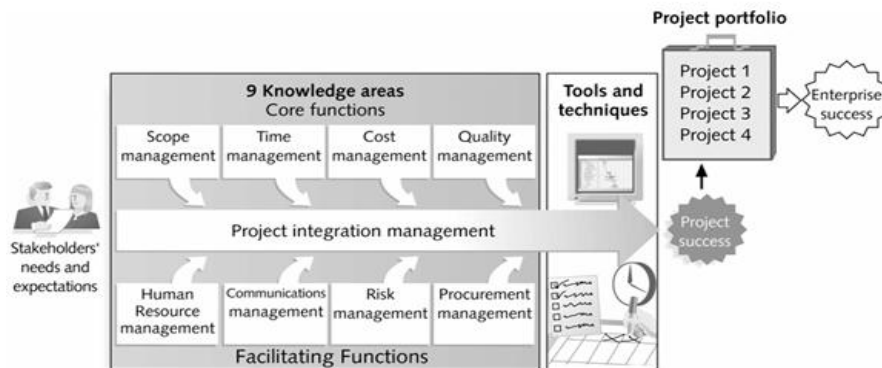 Project portfolio
Project 1
Project 2
Project 3
Project 4
Enterprise
success
9 Knowledge areas
Core functions
Tools and
techniques
Scope
management
Time
management
Cost
management
Quality
management
Project integration management
Stakeholders'
needs and
expectations
Project
success
Human
Resource
management
Communications
management
Risk
management
Procurement
management
Facilitating Functions